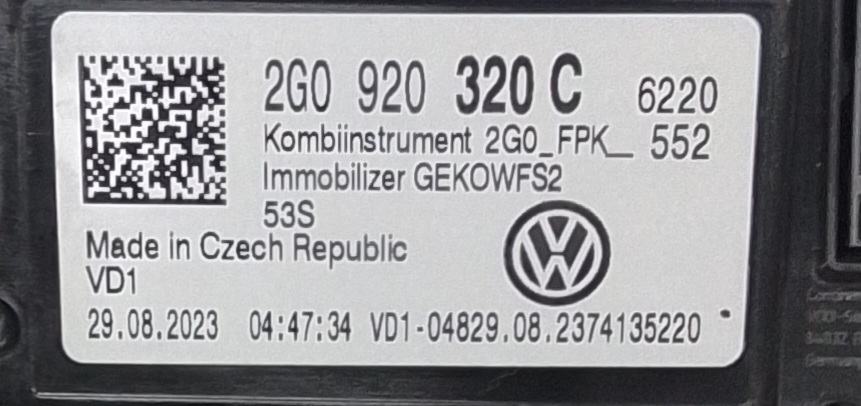 2G0 920 320 C 6220
Kombiinstrument 2G0_FPK_ 552
Immobilizer GEKOWFS2
53S
Made in Czech Republic
VD1
29.08.2023 04:47:34 VD1-04829.08.2374135220